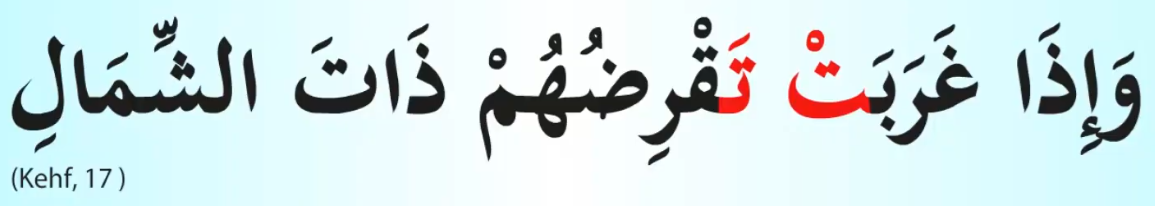 وَإِذَا غَرَبَتْ تَقْرِضُهُمْ ذَاتَ الشِّمَالِ
(Kehf, 17 )